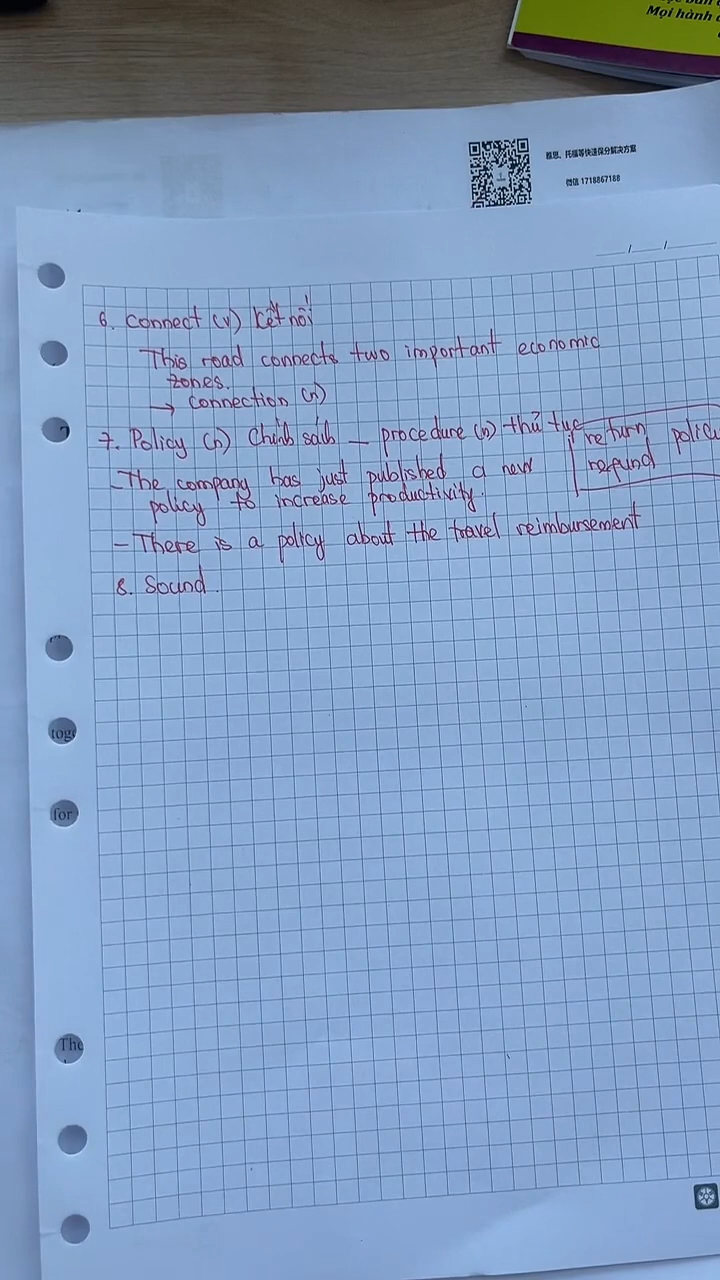 Mọi hành
雅思、托福等快速保分解决方案
微信 1718867188
6. Connect (v) kết nối
This road connects two important economic
zones.
→ Connection (n)
7. Policy (n) Chính sách — procedure (n) thủ tục
return policy
refund
- The company has just published a new
policy to increase productivity.
- There is a policy about the travel reimbursement
8. Sound.
for
The